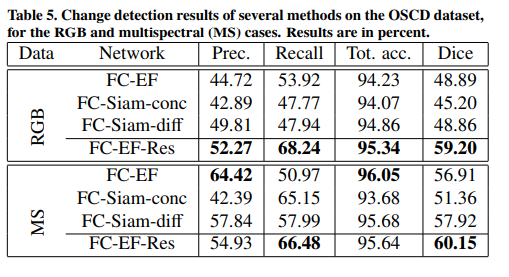 Table 5. Change detection results of several methods on the OSCD dataset,
for the RGB and multispectral (MS) cases. Results are in percent.
Data Network Prec. Recall Tot. acc. Dice
RGB
FC-EF 44.72 53.92 94.23 48.89
FC-Siam-conc 42.89 47.77 94.07 45.20
FC-Siam-diff 49.81 47.94 94.86 48.86
FC-EF-Res 52.27 68.24 95.34 59.20
MS
FC-EF 64.42 50.97 96.05 56.91
FC-Siam-conc 42.39 65.15 93.68 51.36
FC-Siam-diff 57.84 57.99 95.68 57.92
FC-EF-Res 54.93 66.48 95.64 60.15